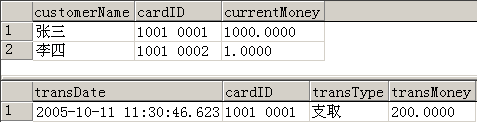 customerName cardID currentMoney
1 张三 1001 0001 1000.0000
2 李四 1001 0002 1.0000
transDate cardID transType transMoney
1 2005-10-11 11:30:46.623 1001 0001 支取 200.0000